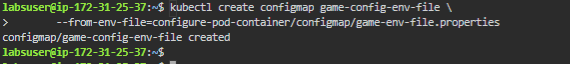 labsuser@ip-172-31-25-37:~$ kubectl create configmap game-config-env-file \
>       --from-env-file=configure-pod-container/configmap/game-env-file.properties
configmap/game-config-env-file created
labsuser@ip-172-31-25-37:~$